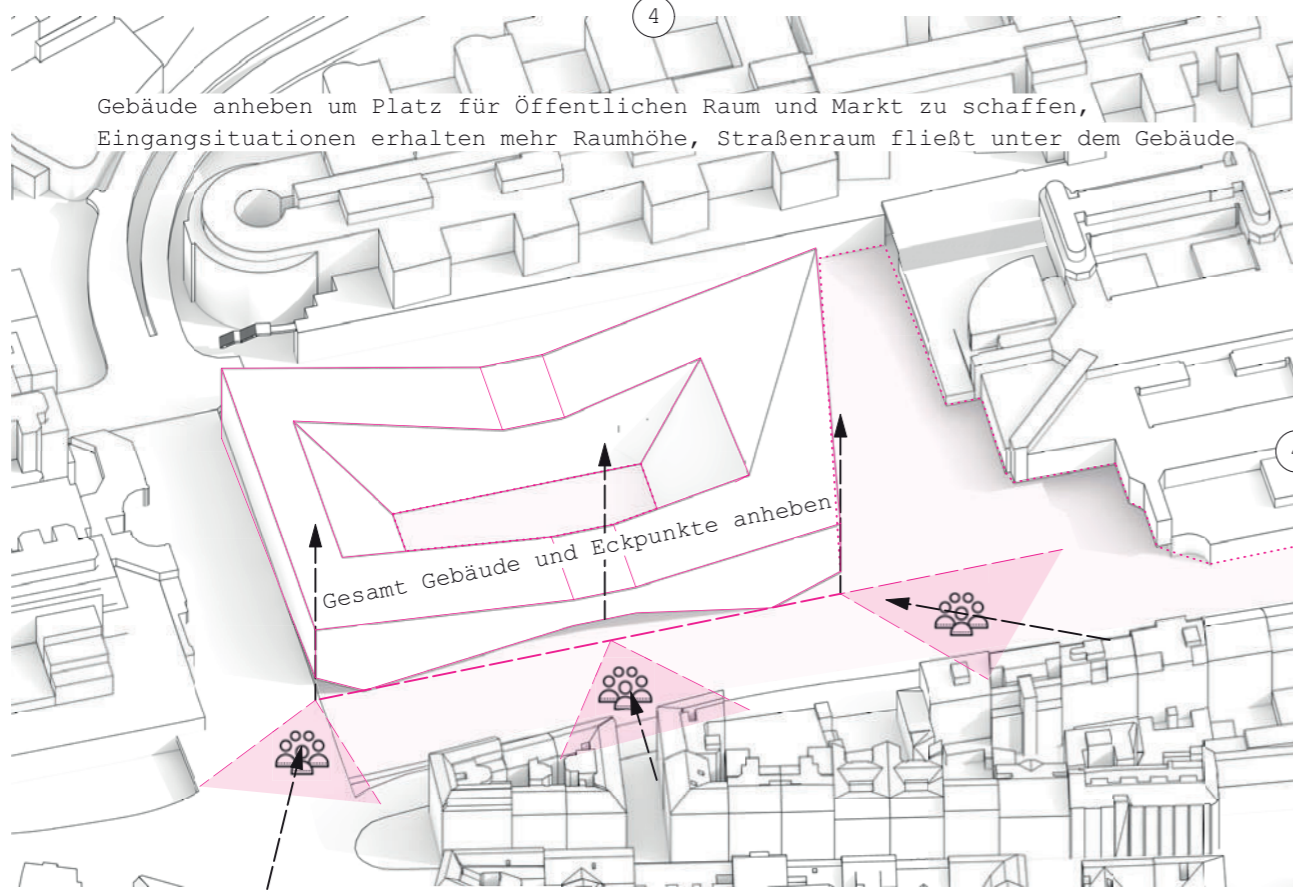 4
Gebäude anheben um Platz für Öffentlichen Raum und Markt zu schaffen,
Eingangsituationen erhalten mehr Raumhöhe, Straßenraum fließt unter dem Gebäude
Gesamt Gebäude und Eckpunkte anheben